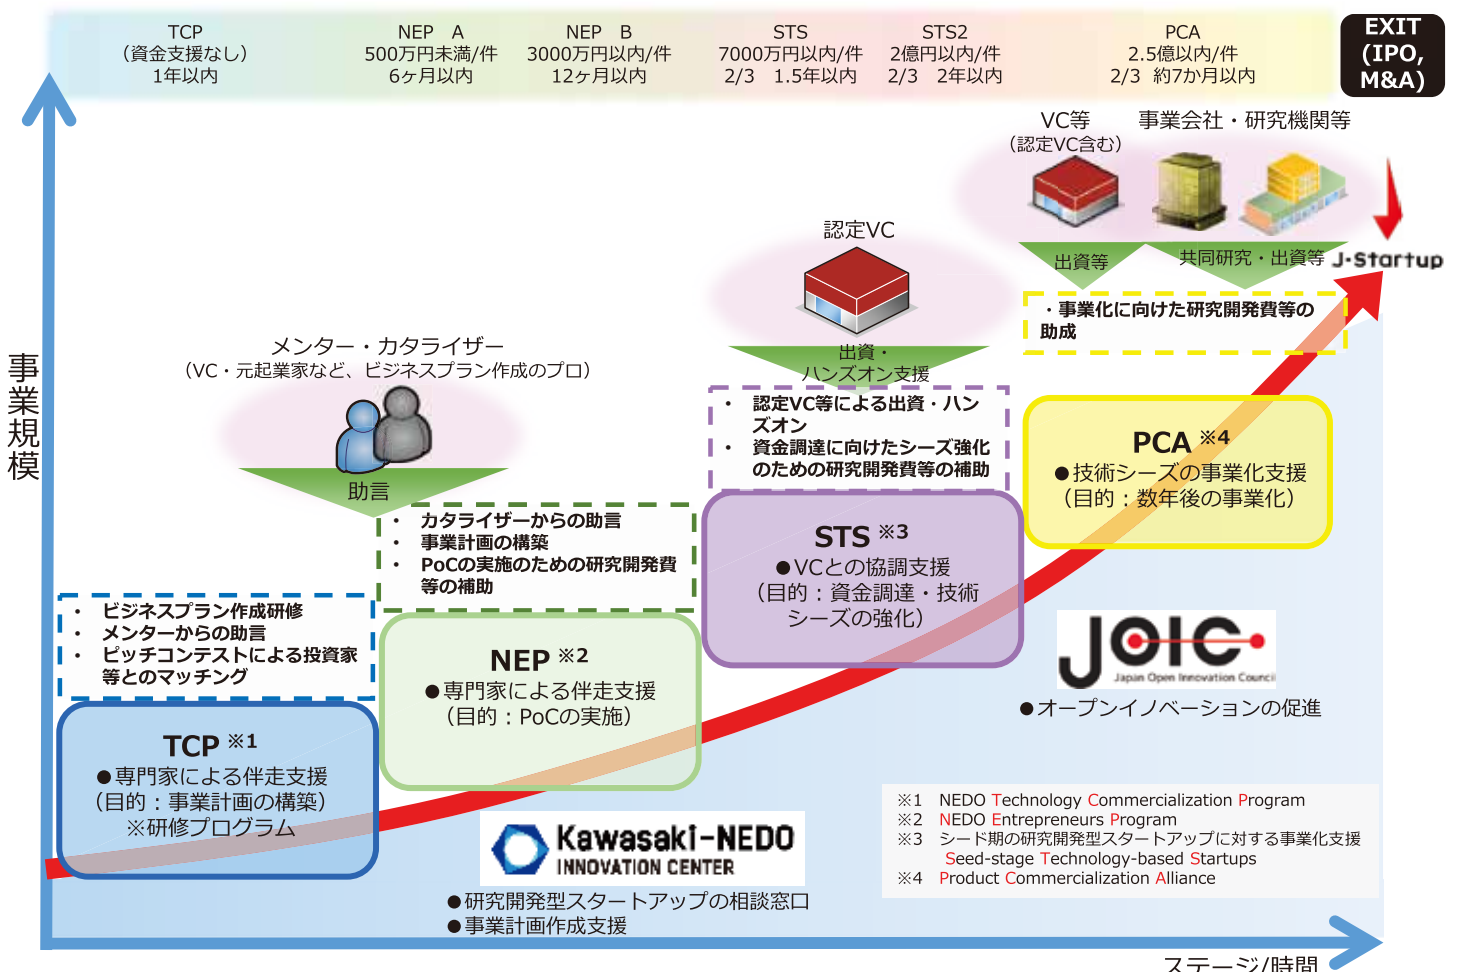 TCP
（資金支援なし）
1年以内
NEP　A
500万円未満/件
6ヶ月以内
NEP　B
3000万円以内/件
12ヶ月以内
STS
7000万円以内/件
2/3　1.5年以内
STS2
2億円以内/件
2/3　2年以内
PCA
2.5億以内/件
2/3　約7か月以内
EXIT
(IPO,
M&A)
VC等
（認定VC含む）
事業会社・研究機関等
出資等
共同研究・出資等
J-Startup
・事業化に向けた研究開発費等の
助成
認定VC
出資・
ハンズオン支援
・　認定VC等による出資・ハン
ズオン
・　資金調達に向けたシーズ強化
のための研究開発費等の補助
メンター・カタライザー
（VC・元起業家など、ビジネスプラン作成のプロ）
助言
・　カタライザーからの助言
・　事業計画の構築
・　PoCの実施のための研究開発費
等の補助
・　ビジネスプラン作成研修
・　メンターからの助言
・　ピッチコンテストによる投資家
等とのマッチング
事業規模
PCA ※4
●技術シーズの事業化支援
（目的：数年後の事業化）
STS ※3
●VCとの協調支援
（目的：資金調達・技術
シーズの強化）
NEP ※2
●専門家による伴走支援
（目的：PoCの実施）
TCP ※1
●専門家による伴走支援
（目的：事業計画の構築）
※研修プログラム
JOIC
Japan Open Innovation Council
●オープンイノベーションの促進
Kawasaki-NEDO
INNOVATION CENTER
●研究開発型スタートアップの相談窓口
●事業計画作成支援
※1　NEDO Technology Commercialization Program
※2　NEDO Entrepreneurs Program
※3　シード期の研究開発型スタートアップに対する事業化支援
Seed-stage Technology-based Startups
※4　Product Commercialization Alliance
ステージ/時間